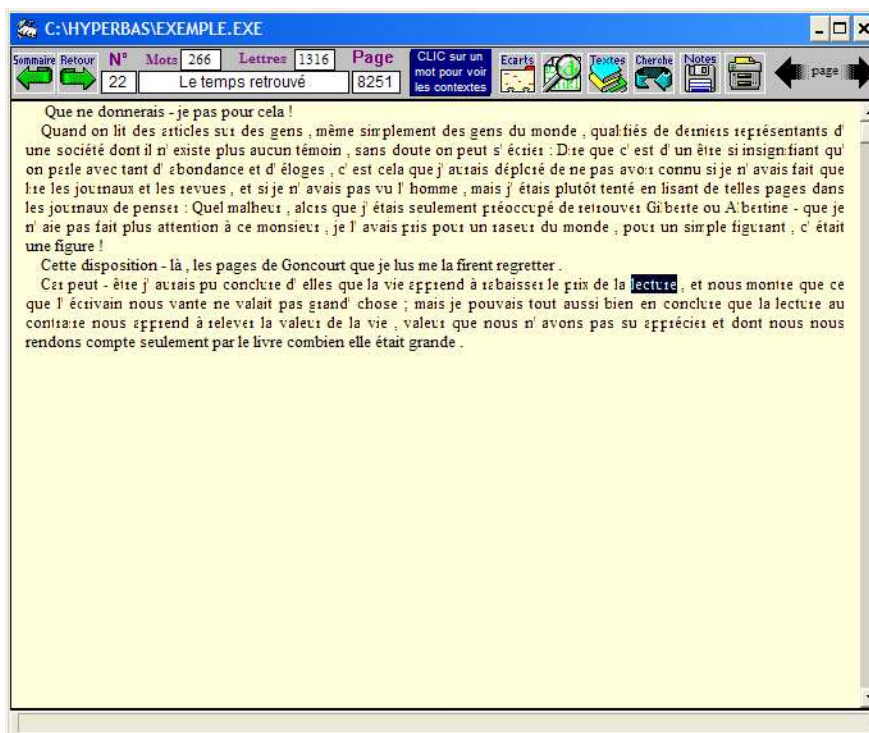 C:\HYPERBAS\EXEMPLE.EXE
Sommaire Retour N° Mots 266 Lettres 1316 Page CLIC sur un mot pour voir les contextes Ecarts Textes Cherche Notes page
22 Le temps retrouvé 8251
Que ne donnerais - je pas pour cela !
Quand on lit des articles sur des gens , même simplement des gens du monde , qualifiés de derniers représentants d'
une société dont il n' existe plus aucun témoin , sans doute on peut s' écrier : Dire que c' est d' un être si insignifiant qu'
on parle avec tant d' abondance et d' éloges , c' est cela que j' aurais déploré de ne pas avoir connu si je n' avais fait que
lire les journaux et les revues , et si je n' avais pas vu l' homme , mais j' étais plutôt tenté en lisant de telles pages dans
les journaux de penser : Quel malheur , alors que j' étais seulement préoccupé de retrouver Gilberte ou Albertine - que je
n' aie pas fait plus attention à ce monsieur , je l' avais pris pour un raseur du monde , pour un simple figurant , c' était
une figure !
Cette disposition - là , les pages de Goncourt que je lus me la firent regretter .
Car peut - être j' aurais pu conclure d' elles que la vie apprend à rabaisser le prix de la lecture , et nous montre que ce
que l' écrivain nous vante ne valait pas grand' chose ; mais je pouvais tout aussi bien en conclure que la lecture au
contraire nous apprend à relever la valeur de la vie , valeur que nous n' avons pas su apprécier et dont nous nous
rendons compte seulement par le livre combien elle était grande .